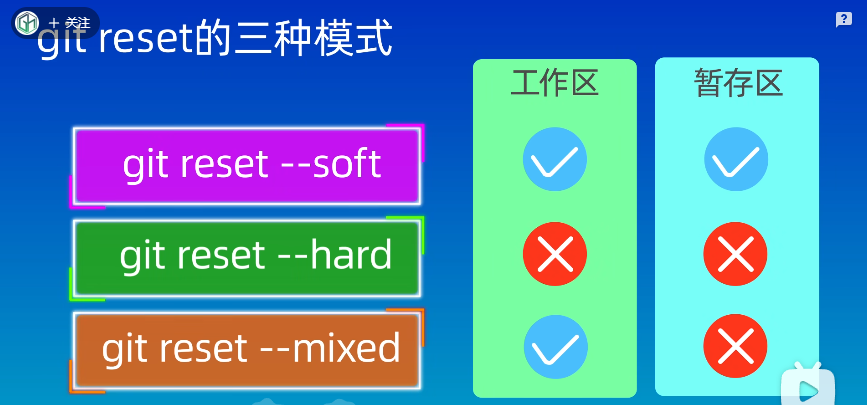 + 关注
git reset的三种模式
工作区 暂存区
git reset --soft
git reset --hard
git reset --mixed
?